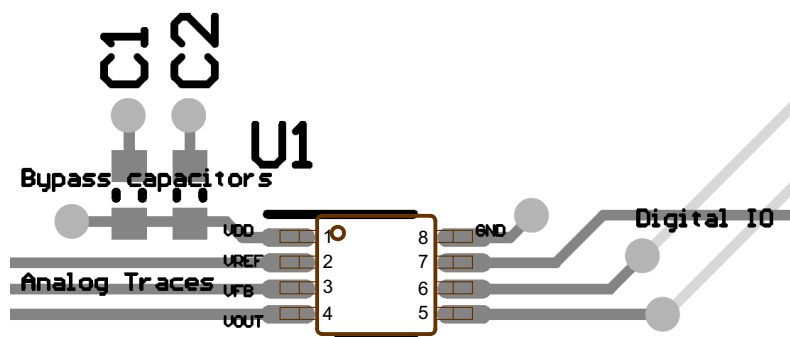 C1
C2
U1
Bypass capacitors
VDD
1
8
GND
Digital IO
VREF
2
7
Analog Traces
VFB
3
6
VOUT
4
5